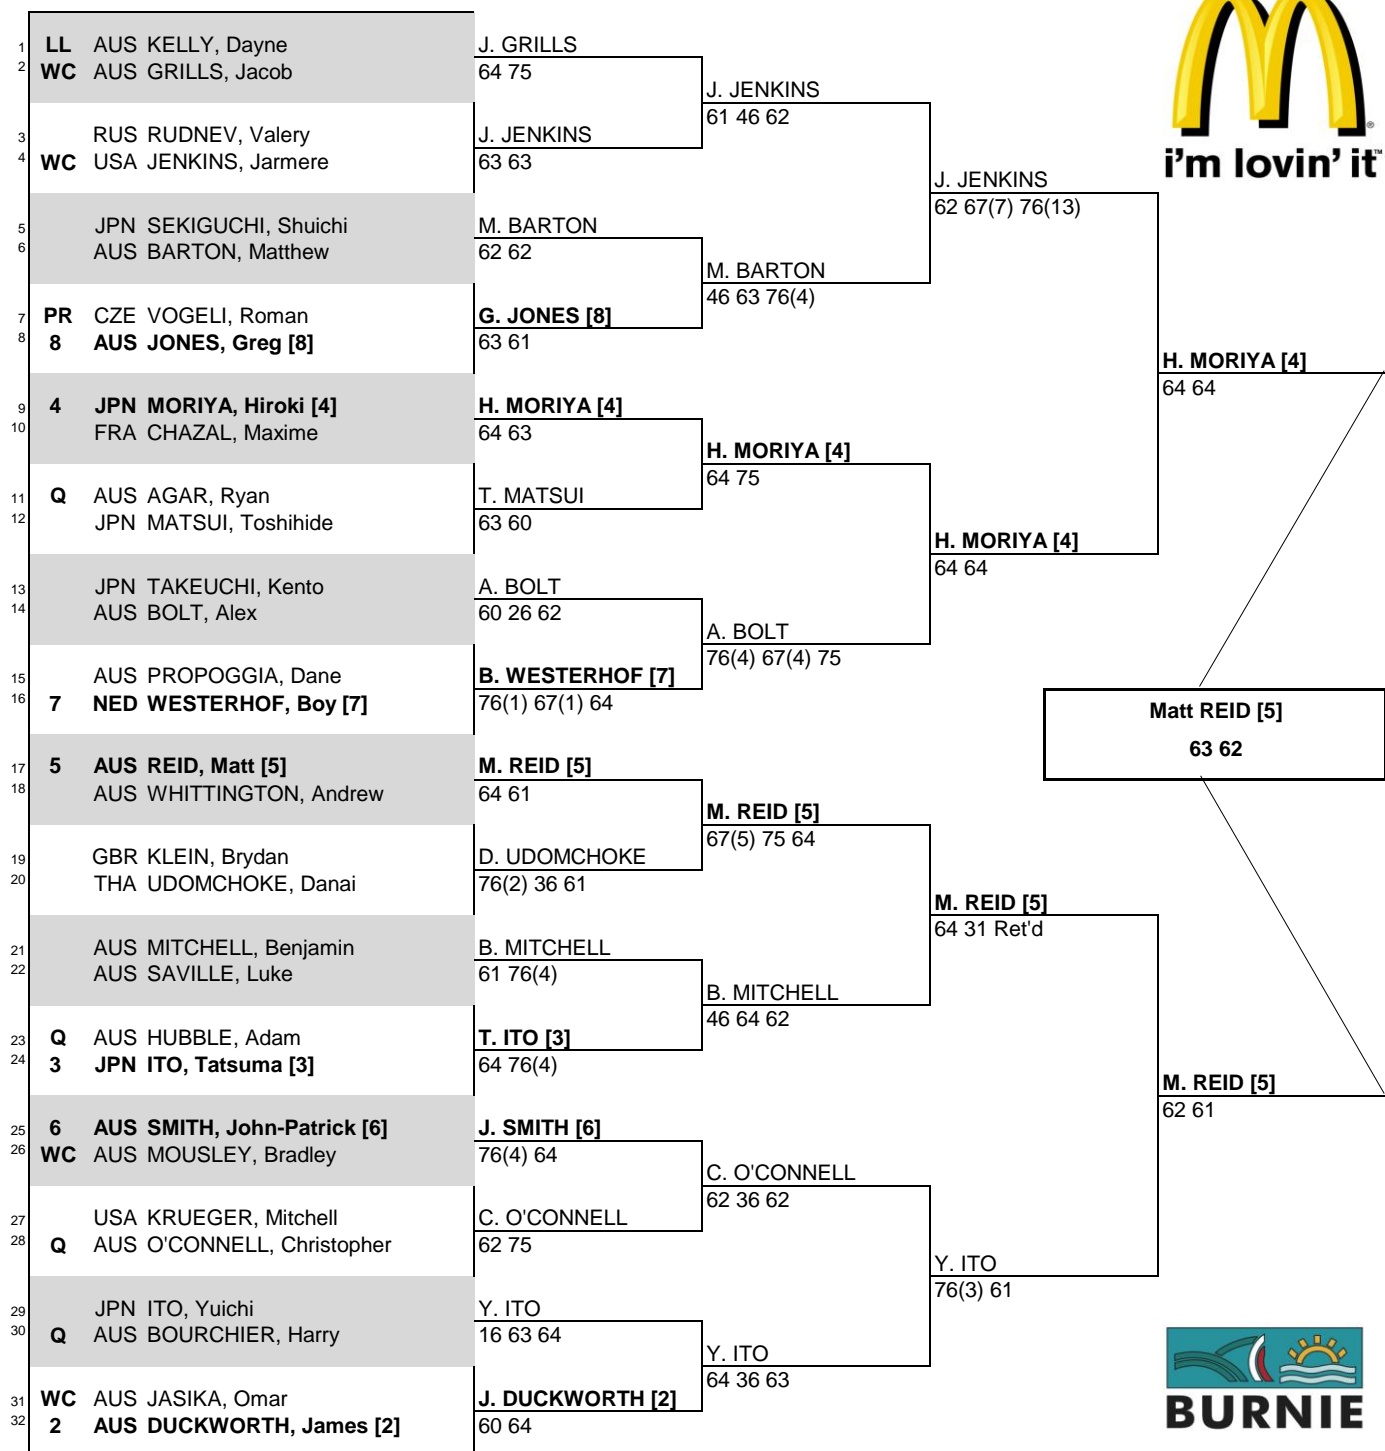 1 LL AUS KELLY, Dayne
2 WC AUS GRILLS, Jacob
3 RUS RUDNEV, Valery
4 WC USA JENKINS, Jarmere
5 JPN SEKIGUCHI, Shuichi
6 AUS BARTON, Matthew
7 PR CZE VOGELI, Roman
8 8 AUS JONES, Greg [8]
9 4 JPN MORIYA, Hiroki [4]
10 FRA CHAZAL, Maxime
11 Q AUS AGAR, Ryan
12 JPN MATSUI, Toshihide
13 JPN TAKEUCHI, Kento
14 AUS BOLT, Alex
15 AUS PROPOGGIA, Dane
16 7 NED WESTERHOF, Boy [7]
17 5 AUS REID, Matt [5]
18 AUS WHITTINGTON, Andrew
19 GBR KLEIN, Brydan
20 THA UDOMCHOKE, Danai
21 AUS MITCHELL, Benjamin
22 AUS SAVILLE, Luke
23 Q AUS HUBBLE, Adam
24 3 JPN ITO, Tatsuma [3]
25 6 AUS SMITH, John-Patrick [6]
26 WC AUS MOUSLEY, Bradley
27 USA KRUEGER, Mitchell
28 Q AUS O'CONNELL, Christopher
29 JPN ITO, Yuichi
30 Q AUS BOURCHIER, Harry
31 WC AUS JASIKA, Omar
32 2 AUS DUCKWORTH, James [2]
J. GRILLS
64 75
J. JENKINS
63 63
M. BARTON
62 62
G. JONES [8]
63 61
H. MORIYA [4]
64 63
T. MATSUI
63 60
A. BOLT
60 26 62
B. WESTERHOF [7]
76(1) 67(1) 64
M. REID [5]
64 61
D. UDOMCHOKE
76(2) 36 61
B. MITCHELL
61 76(4)
T. ITO [3]
64 76(4)
J. SMITH [6]
76(4) 64
C. O'CONNELL
62 75
Y. ITO
16 63 64
J. DUCKWORTH [2]
60 64
J. JENKINS
61 46 62
M. BARTON
46 63 76(4)
H. MORIYA [4]
64 75
A. BOLT
76(4) 67(4) 75
M. REID [5]
67(5) 75 64
B. MITCHELL
46 64 62
C. O'CONNELL
62 36 62
Y. ITO
64 36 63
J. JENKINS
62 67(7) 76(13)
H. MORIYA [4]
64 64
M. REID [5]
64 31 Ret'd
Y. ITO
76(3) 61
i'm lovin' it™
H. MORIYA [4]
64 64
M. REID [5]
62 61
Matt REID [5]
63 62
BURNIE